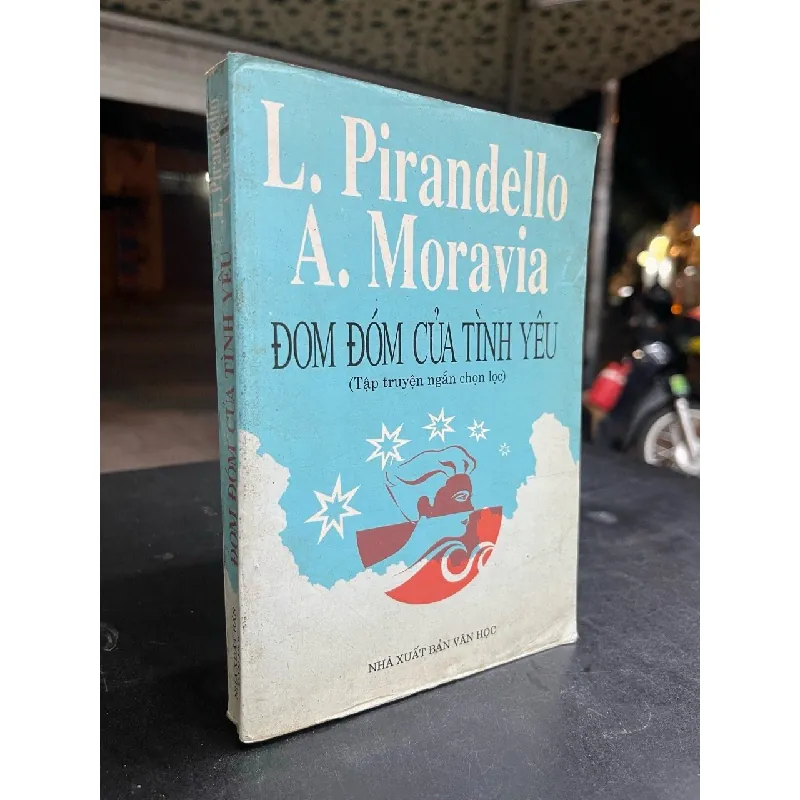 L. Pirandello
A. Moravia
ĐOM ĐÓM CỦA TÌNH YÊU
(Tập truyện ngắn chọn lọc)
NHÀ XUẤT BẢN VĂN HỌC
L. Pirandello
ĐOM ĐÓM CỦA TÌNH YÊU